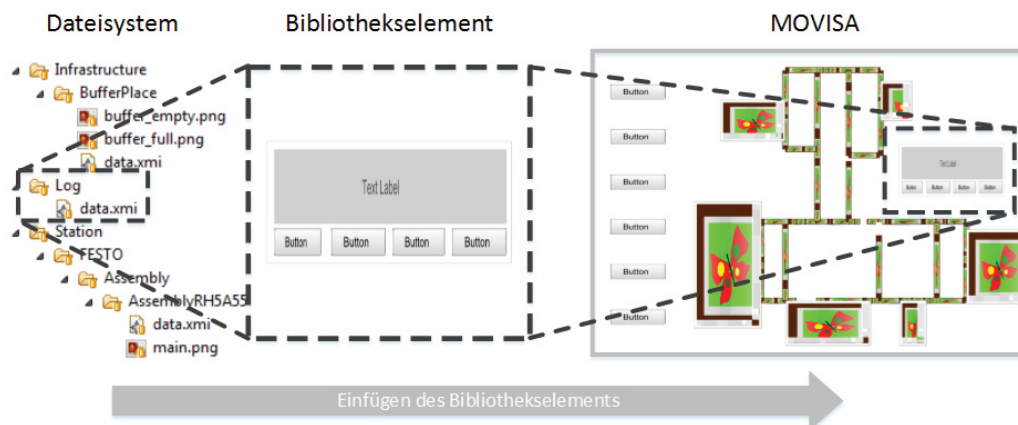 Dateisystem
Bibliothekselement
MOVISA
Infrastructure
BufferPlace
buffer_empty.png
buffer_full.png
data.xmi
Log
data.xmi
Station
FESTO
Assembly
AssemblyRH5A55
data.xmi
main.png
Text Label
Button Button Button Button
Button
Button
Button
Button
Button
Button
Text Label
Button Button Button Button
Einfügen des Bibliothekselements